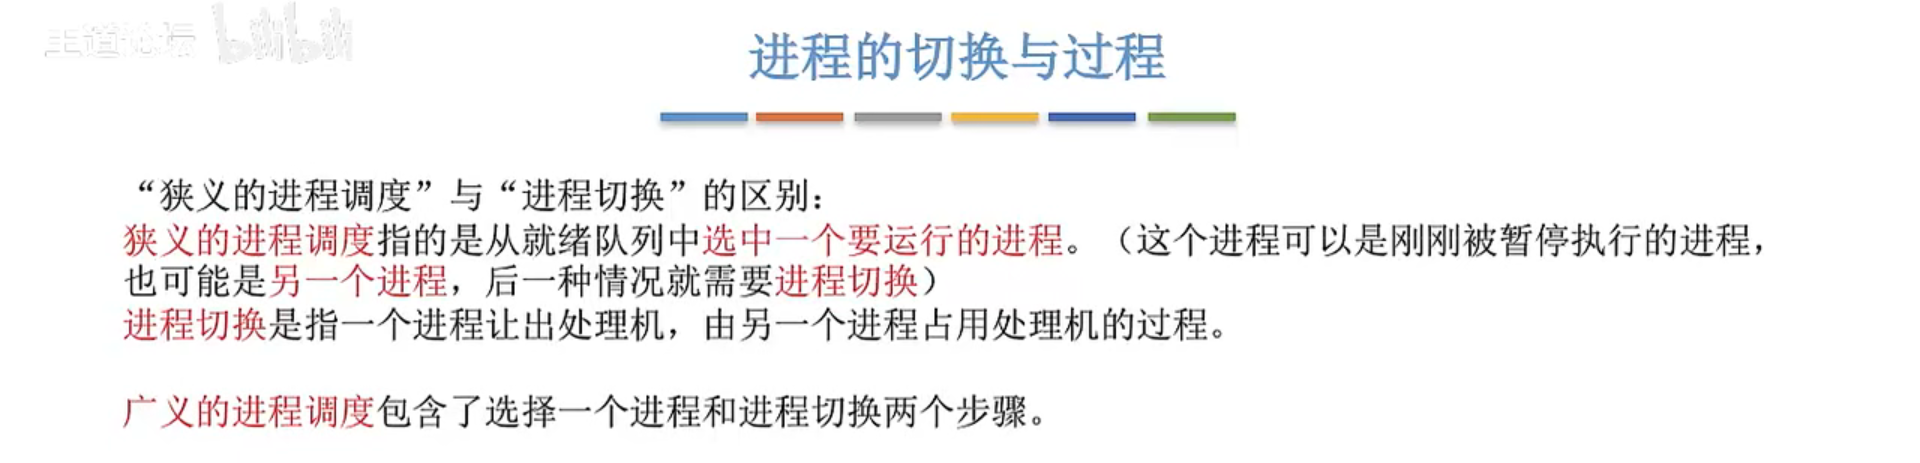 王道论坛 bilibili
进程的切换与过程
“狭义的进程调度”与“进程切换”的区别：
狭义的进程调度指的是从就绪队列中选中一个要运行的进程。（这个进程可以是刚刚被暂停执行的进程，
也可能是另一个进程，后一种情况就需要进程切换）
进程切换是指一个进程让出处理机，由另一个进程占用处理机的过程。
广义的进程调度包含了选择一个进程和进程切换两个步骤。